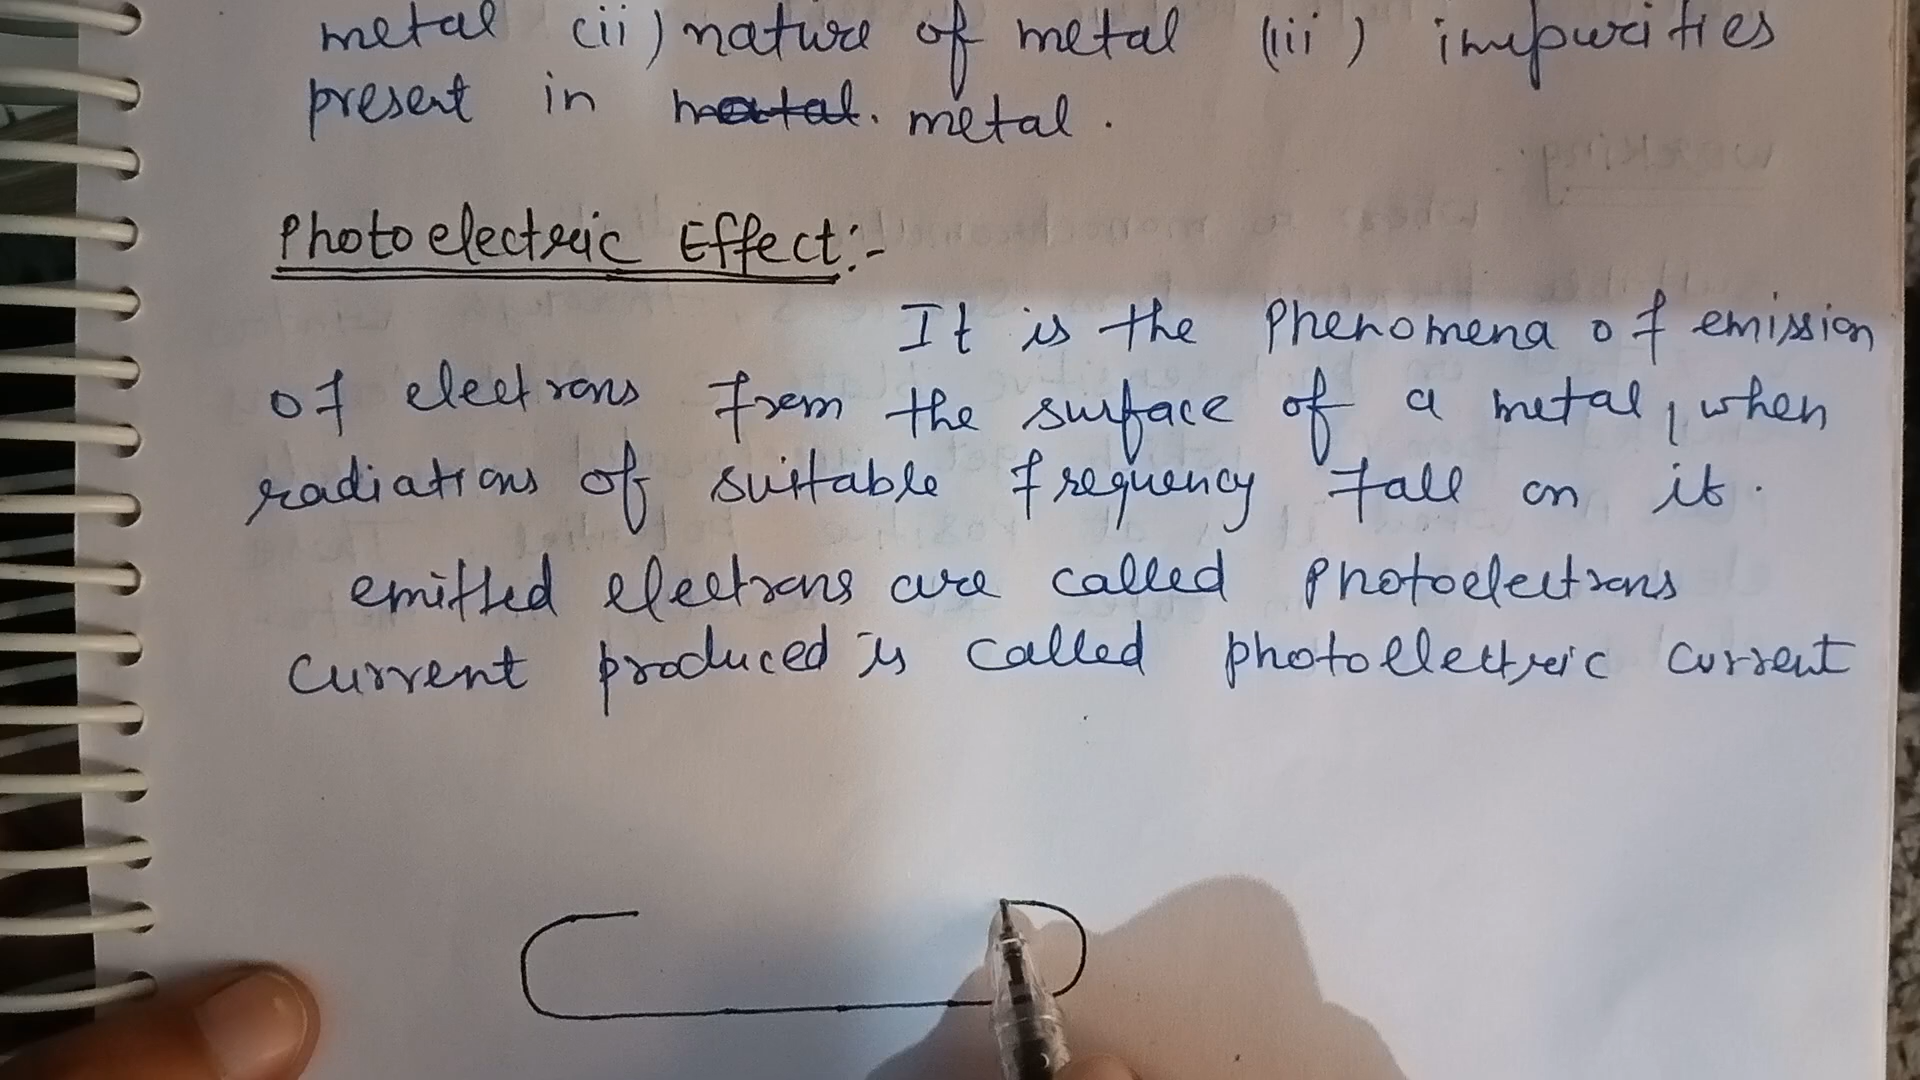 metal (ii) nature of metal (iii) impurities
present in metal.
Photoelectric Effect:-
It is the Phenomena of emission
of electrons from the surface of a metal, when
radiations of suitable frequency fall on it.
emitted electrons are called Photoelectrons
Current produced is called photoelectric current